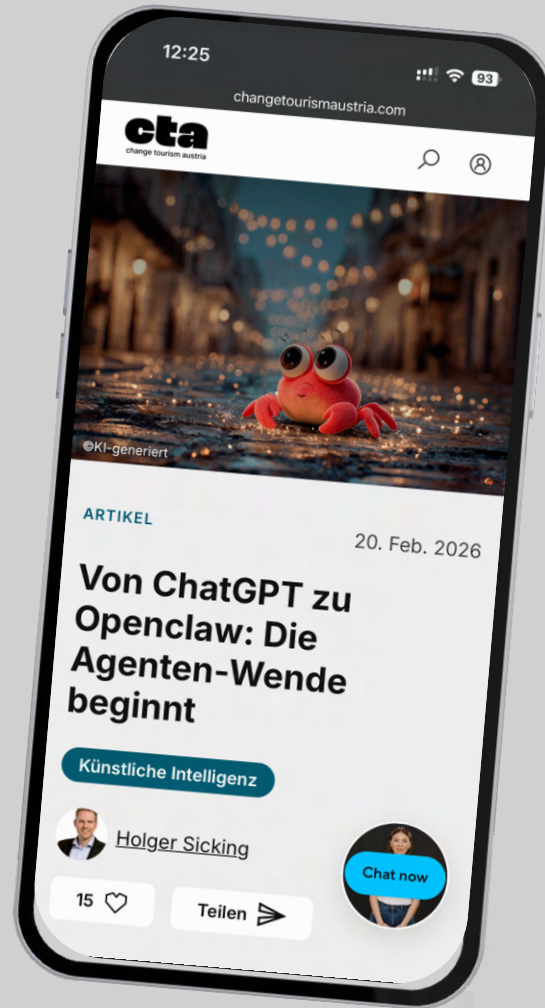 12:25
93
changetourismaustria.com
cta
change tourism austria
©KI-generiert
ARTIKEL
20. Feb. 2026
Von ChatGPT zu
Openclaw: Die
Agenten-Wende
beginnt
Künstliche Intelligenz
Holger Sicking
Chat now
15
Teilen